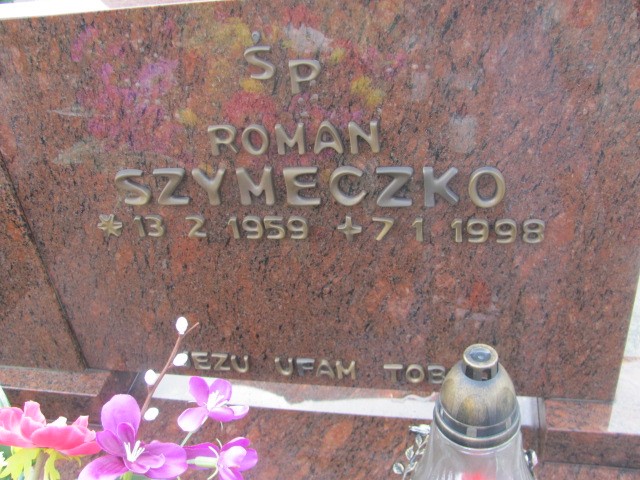 ŚP
ROMAN
SZYMECZKO
* 13 2 1959 + 7 1 1998
UFAM